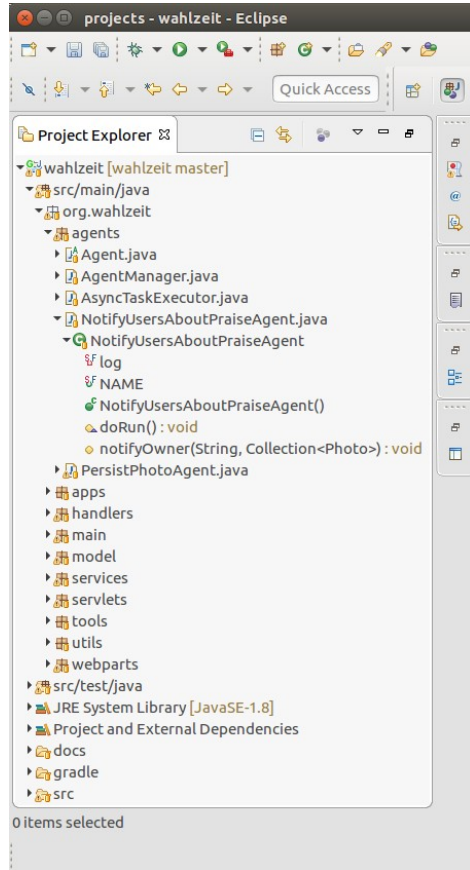 projects - wahlzeit - Eclipse
Quick Access
Project Explorer
wahlzeit [wahlzeit master]
src/main/java
org.wahlzeit
agents
Agent.java
AgentManager.java
AsyncTaskExecutor.java
NotifyUsersAboutPraiseAgent.java
NotifyUsersAboutPraiseAgent
log
NAME
NotifyUsersAboutPraiseAgent()
doRun() : void
notifyOwner(String, Collection<Photo>) : void
PersistPhotoAgent.java
apps
handlers
main
model
services
servlets
tools
utils
webparts
src/test/java
JRE System Library [JavaSE-1.8]
Project and External Dependencies
docs
gradle
src
0 items selected